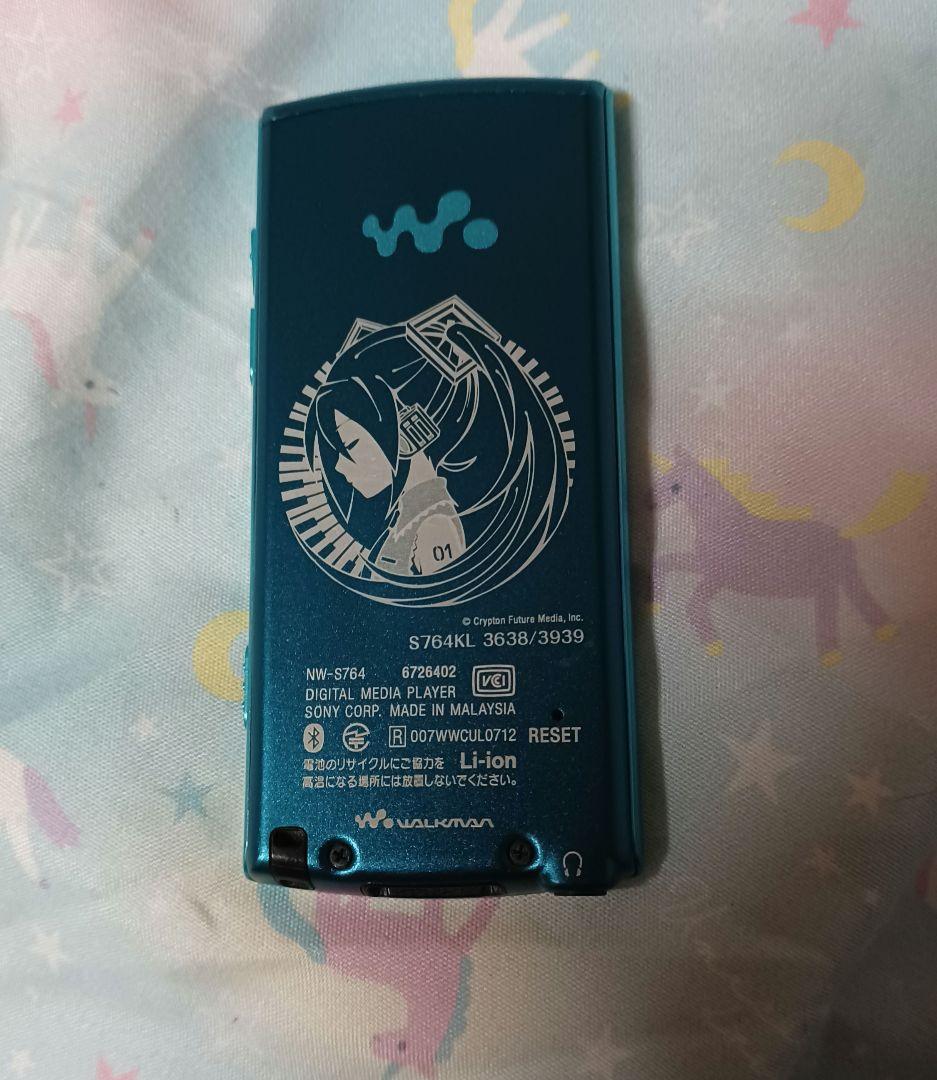 01
© Crypton Future Media, Inc.
S764KL 3638/3939
NW-S764 6726402 VCCI
DIGITAL MEDIA PLAYER
SONY CORP. MADE IN MALAYSIA
R 007WWCUL0712 RESET
電池のリサイクルにご協力を Li-ion
高温になる場所には放置しないでください。
WALKMAN